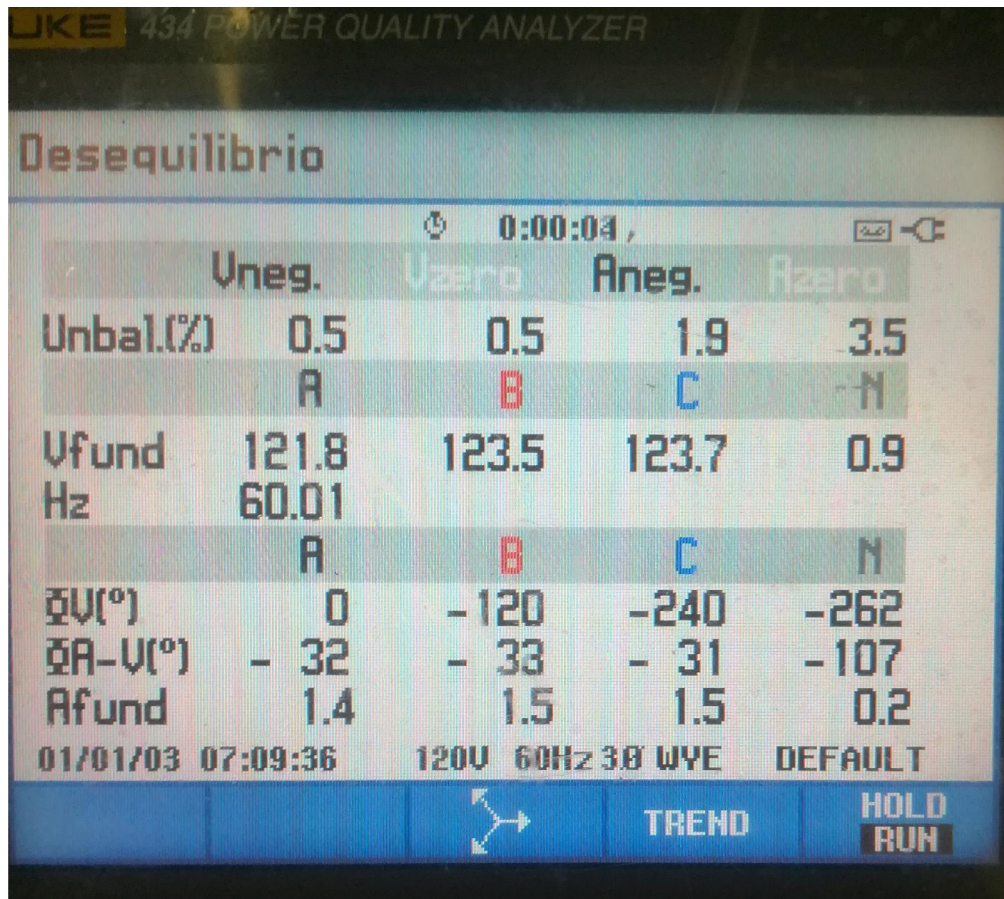 UKE 434 POWER QUALITY ANALYZER
Desequilibrio
0:00:04
Vneg. Vzero Aneg. Azero
Unbal.(%) 0.5 0.5 1.9 3.5
A B C N
Vfund 121.8 123.5 123.7 0.9
Hz 60.01
A B C N
ΦV(°) 0 -120 -240 -262
ΦA-V(°) - 32 - 33 - 31 -107
Afund 1.4 1.5 1.5 0.2
01/01/03 07:09:36 120V 60Hz 3Ø WYE DEFAULT
TREND HOLD
RUN